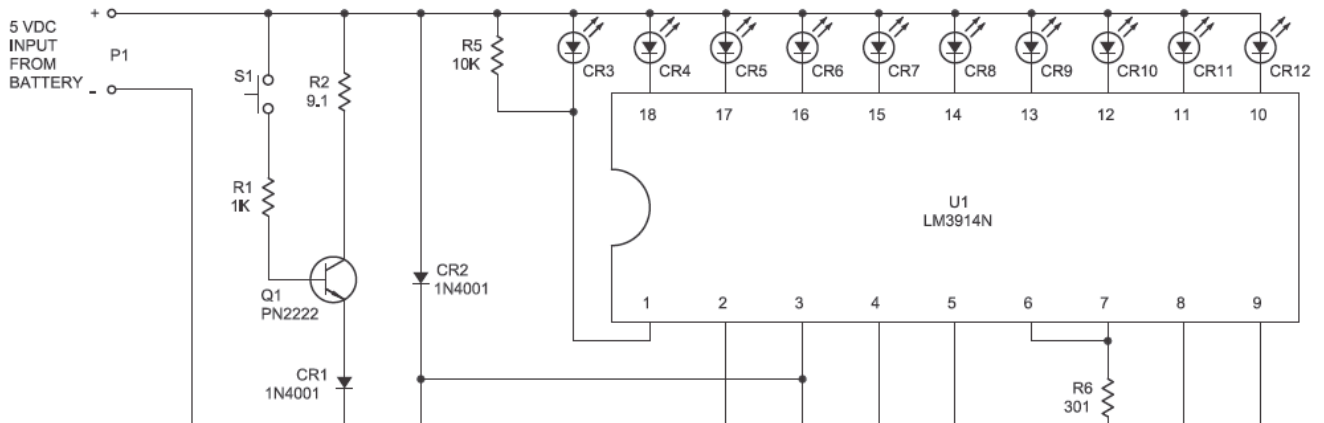 5 VDC
INPUT
FROM
BATTERY
+
-
P1
S1
R2
9.1
R1
1K
Q1
PN2222
CR1
1N4001
CR2
1N4001
R5
10K
CR3
CR4
CR5
CR6
CR7
CR8
CR9
CR10
CR11
CR12
18
17
16
15
14
13
12
11
10
U1
LM3914N
1
2
3
4
5
6
7
8
9
R6
301